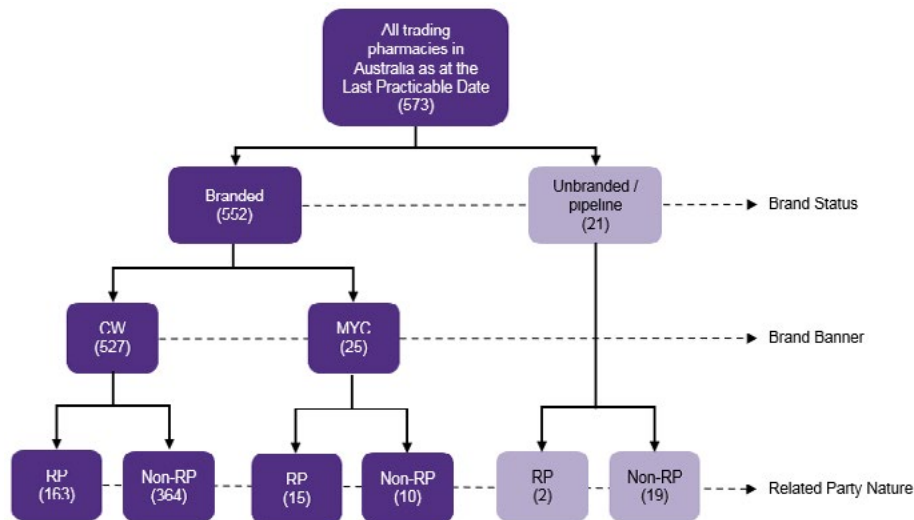 All trading
pharmacies in
Australia as at the
Last Practicable Date
(573)
Branded
(552)
Unbranded /
pipeline
(21)
Brand Status
CW
(527)
MYC
(25)
Brand Banner
RP
(163)
Non-RP
(364)
RP
(15)
Non-RP
(10)
RP
(2)
Non-RP
(19)
Related Party Nature